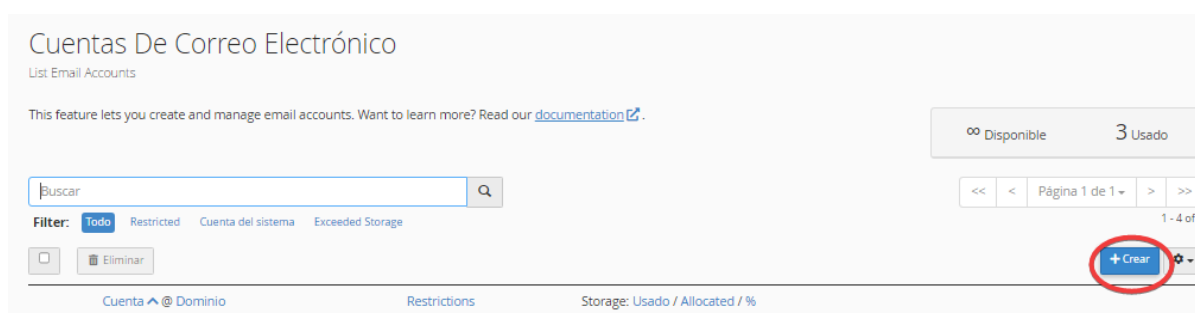 Cuentas De Correo Electrónico
List Email Accounts
This feature lets you create and manage email accounts. Want to learn more? Read our documentation .
∞ Disponible 3 Usado
Buscar
<< < Página 1 de 1 > >>
Filter: Todo Restricted Cuenta del sistema Exceeded Storage
1 - 4 of
Eliminar
+ Crear
Cuenta @ Dominio Restrictions Storage: Usado / Allocated / %